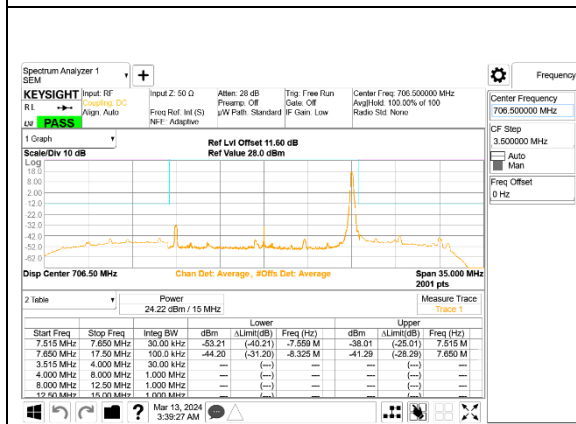 Spectrum Analyzer 1
SEM
Frequency
KEYSIGHT Input: RF Input Z: 50 Ω Atten: 28 dB Trig: Free Run Center Freq: 706.500000 MHz
R L Coupling: DC Preamp: Off Gate: Off Avg|Hold: 100.00% of 100
Align: Auto Freq Ref: Int (S) µW Path: Standard IF Gain: Low Radio Std: None
PASS NFE: Adaptive
Center Frequency
706.500000 MHz
CF Step
3.500000 MHz
Auto
Man
Freq Offset
0 Hz
1 Graph
Scale/Div 10 dB
Ref Lvl Offset 11.60 dB
Ref Value 28.0 dBm
Log
18.0
8.00
-2.00
-12.0
-22.0
-32.0
-42.0
-52.0
-62.0
Disp Center 706.50 MHz Chan Det: Average , #Offs Det: Average Span 35.000 MHz
2001 pts
2 Table Power Measure Trace
24.22 dBm / 15 MHz Trace 1
Lower Upper
Start Freq Stop Freq Integ BW dBm ΔLimit(dB) Freq (Hz) dBm ΔLimit(dB) Freq (Hz)
7.515 MHz 7.650 MHz 30.00 kHz -53.21 (-40.21) -7.559 M -38.01 (-25.01) 7.515 M
7.650 MHz 17.50 MHz 100.0 kHz -44.20 (-31.20) -8.325 M -41.29 (-28.29) 7.650 M
3.515 MHz 4.000 MHz 30.00 kHz --- (---) --- --- (---) ---
4.000 MHz 8.000 MHz 1.000 MHz --- (---) --- --- (---) ---
8.000 MHz 12.50 MHz 1.000 MHz --- (---) --- --- (---) ---
12.50 MHz 15.00 MHz 1.000 MHz --- (---) --- --- (---) ---
? Mar 13, 2024
3:39:27 AM